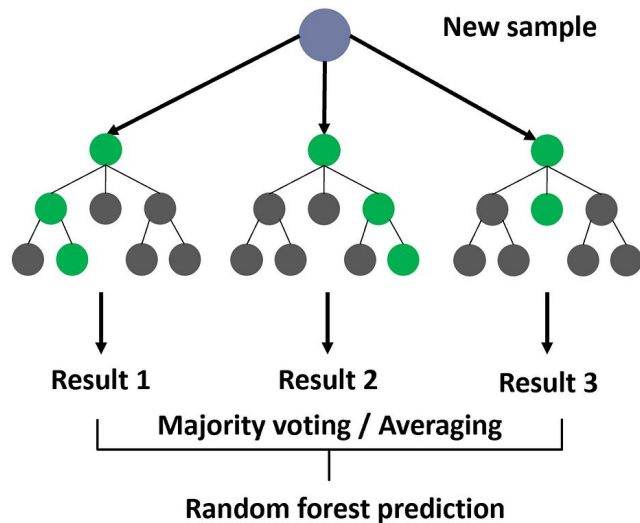 New sample
Result 1
Result 2
Result 3
Majority voting / Averaging
Random forest prediction